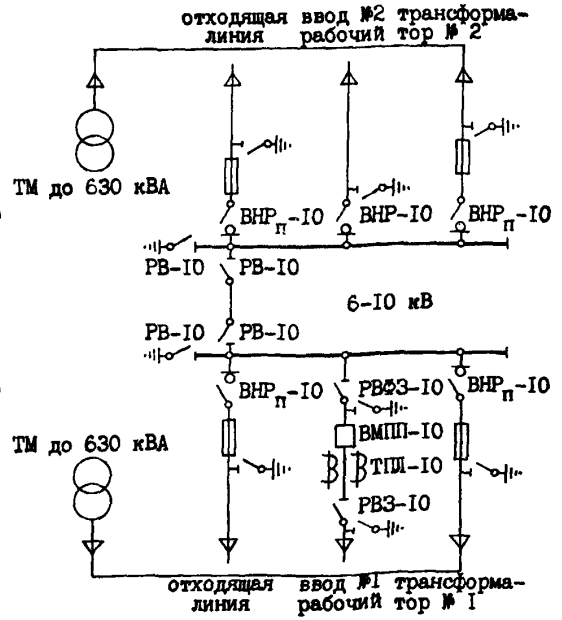 отходящая ввод №2 трансформа-
линия рабочий тор № 2
ТМ до 630 кВА
ВНРп-10 ВНР-10 ВНРп-10
РВ-10 РВ-10
6-10 кВ
РВ-10 РВ-10
ВНРп-10 РВФЗ-10 ВНРп-10
ВМПП-10
ТМ до 630 кВА
ТПЛ-10
РВЗ-10
отходящая ввод №1 трансформа-
линия рабочий тор № 1